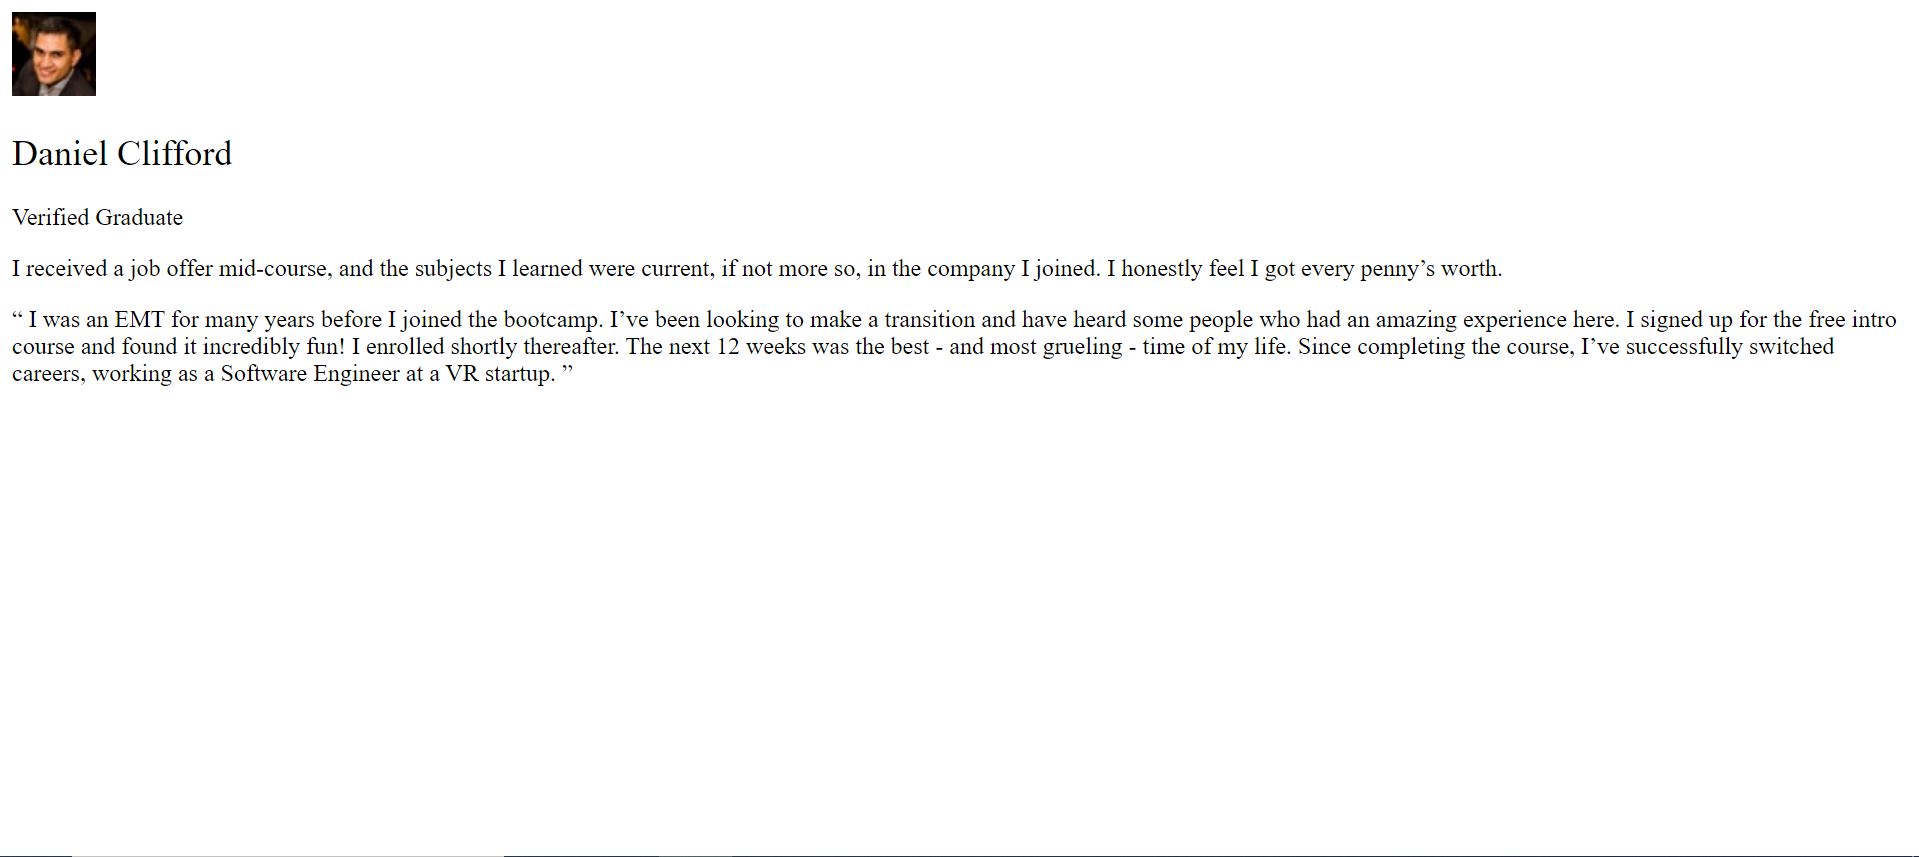 Daniel Clifford
Verified Graduate
I received a job offer mid-course, and the subjects I learned were current, if not more so, in the company I joined. I honestly feel I got every penny’s worth.
“ I was an EMT for many years before I joined the bootcamp. I’ve been looking to make a transition and have heard some people who had an amazing experience here. I signed up for the free intro
course and found it incredibly fun! I enrolled shortly thereafter. The next 12 weeks was the best - and most grueling - time of my life. Since completing the course, I’ve successfully switched
careers, working as a Software Engineer at a VR startup. ”